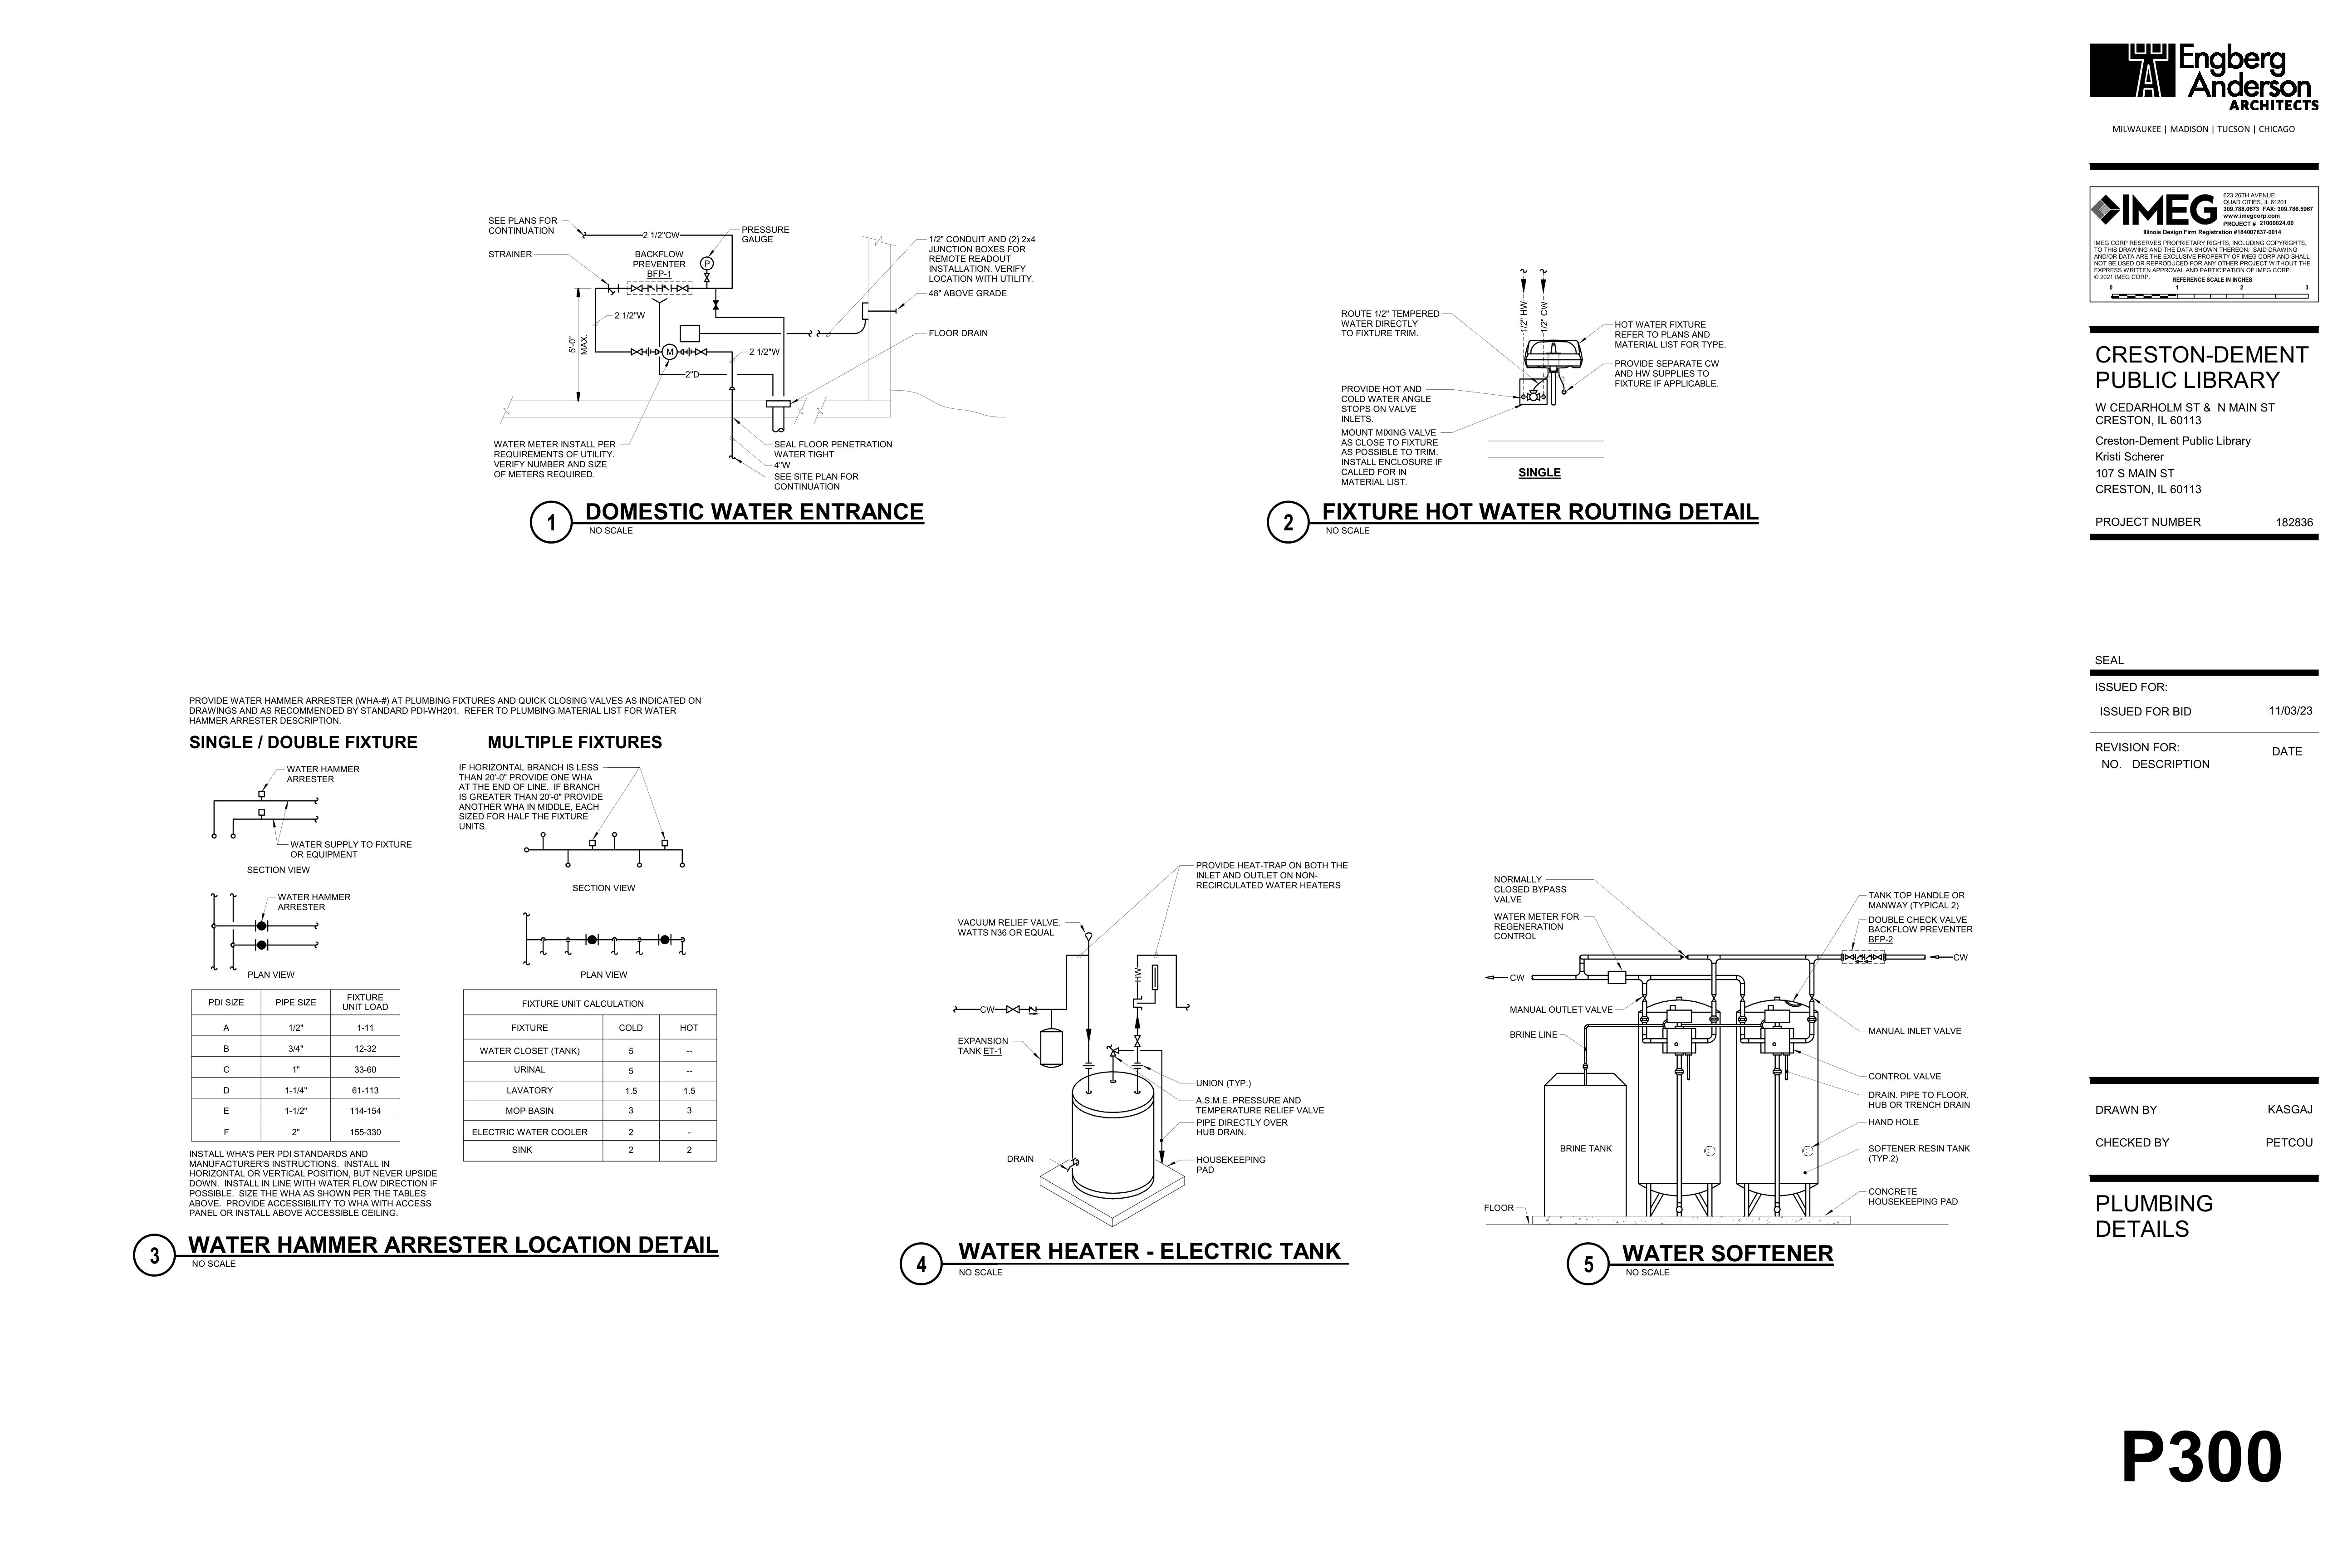 SEE PLANS FOR
CONTINUATION
2 1/2"CW
PRESSURE
GAUGE
STRAINER
BACKFLOW
PREVENTER
BFP-1
P
1/2" CONDUIT AND (2) 2x4
JUNCTION BOXES FOR
REMOTE READOUT
INSTALLATION. VERIFY
LOCATION WITH UTILITY.
48" ABOVE GRADE
2 1/2"W
5'-0"
MAX.
FLOOR DRAIN
M
2 1/2"W
2"D
WATER METER INSTALL PER
REQUIREMENTS OF UTILITY.
VERIFY NUMBER AND SIZE
OF METERS REQUIRED.
SEAL FLOOR PENETRATION
WATER TIGHT
4"W
SEE SITE PLAN FOR
CONTINUATION
1
DOMESTIC WATER ENTRANCE
NO SCALE
1/2" HW
1/2" CW
ROUTE 1/2" TEMPERED
WATER DIRECTLY
TO FIXTURE TRIM.
HOT WATER FIXTURE
REFER TO PLANS AND
MATERIAL LIST FOR TYPE.
PROVIDE SEPARATE CW
AND HW SUPPLIES TO
FIXTURE IF APPLICABLE.
PROVIDE HOT AND
COLD WATER ANGLE
STOPS ON VALVE
INLETS.
MOUNT MIXING VALVE
AS CLOSE TO FIXTURE
AS POSSIBLE TO TRIM.
INSTALL ENCLOSURE IF
CALLED FOR IN
MATERIAL LIST.
SINGLE
2
FIXTURE HOT WATER ROUTING DETAIL
NO SCALE
PROVIDE WATER HAMMER ARRESTER (WHA-#) AT PLUMBING FIXTURES AND QUICK CLOSING VALVES AS INDICATED ON
DRAWINGS AND AS RECOMMENDED BY STANDARD PDI-WH201. REFER TO PLUMBING MATERIAL LIST FOR WATER
HAMMER ARRESTER DESCRIPTION.
SINGLE / DOUBLE FIXTURE
WATER HAMMER
ARRESTER
WATER SUPPLY TO FIXTURE
OR EQUIPMENT
SECTION VIEW
WATER HAMMER
ARRESTER
PLAN VIEW
MULTIPLE FIXTURES
IF HORIZONTAL BRANCH IS LESS
THAN 20'-0" PROVIDE ONE WHA
AT THE END OF LINE. IF BRANCH
IS GREATER THAN 20'-0" PROVIDE
ANOTHER WHA IN MIDDLE, EACH
SIZED FOR HALF THE FIXTURE
UNITS.
SECTION VIEW
PLAN VIEW
PDI SIZE PIPE SIZE FIXTURE UNIT LOAD
A 1/2" 1-11
B 3/4" 12-32
C 1" 33-60
D 1-1/4" 61-113
E 1-1/2" 114-154
F 2" 155-330
FIXTURE UNIT CALCULATION
FIXTURE COLD HOT
WATER CLOSET (TANK) 5 --
URINAL 5 --
LAVATORY 1.5 1.5
MOP BASIN 3 3
ELECTRIC WATER COOLER 2 -
SINK 2 2
INSTALL WHA'S PER PDI STANDARDS AND
MANUFACTURER'S INSTRUCTIONS. INSTALL IN
HORIZONTAL OR VERTICAL POSITION, BUT NEVER UPSIDE
DOWN. INSTALL IN LINE WITH WATER FLOW DIRECTION IF
POSSIBLE. SIZE THE WHA AS SHOWN PER THE TABLES
ABOVE. PROVIDE ACCESSIBILITY TO WHA WITH ACCESS
PANEL OR INSTALL ABOVE ACCESSIBLE CEILING.
3
WATER HAMMER ARRESTER LOCATION DETAIL
NO SCALE
PROVIDE HEAT-TRAP ON BOTH THE
INLET AND OUTLET ON NON-
RECIRCULATED WATER HEATERS
VACUUM RELIEF VALVE.
WATTS N36 OR EQUAL
HW
CW
EXPANSION
TANK ET-1
UNION (TYP.)
A.S.M.E. PRESSURE AND
TEMPERATURE RELIEF VALVE
PIPE DIRECTLY OVER
HUB DRAIN.
DRAIN
HOUSEKEEPING
PAD
4
WATER HEATER - ELECTRIC TANK
NO SCALE
NORMALLY
CLOSED BYPASS
VALVE
WATER METER FOR
REGENERATION
CONTROL
TANK TOP HANDLE OR
MANWAY (TYPICAL 2)
DOUBLE CHECK VALVE
BACKFLOW PREVENTER
BFP-2
CW
CW
MANUAL OUTLET VALVE
BRINE LINE
MANUAL INLET VALVE
CONTROL VALVE
DRAIN. PIPE TO FLOOR,
HUB OR TRENCH DRAIN
HAND HOLE
BRINE TANK
SOFTENER RESIN TANK
(TYP.2)
CONCRETE
HOUSEKEEPING PAD
FLOOR
5
WATER SOFTENER
NO SCALE
Engberg
Anderson
ARCHITECTS
MILWAUKEE | MADISON | TUCSON | CHICAGO
IMEG
623 26TH AVENUE
QUAD CITIES, IL 61201
309.788.0673 FAX: 309.786.5967
www.imegcorp.com
PROJECT # 21000024.00
Illinois Design Firm Registration #184007637-0014
IMEG CORP RESERVES PROPRIETARY RIGHTS, INCLUDING COPYRIGHTS,
TO THIS DRAWING AND THE DATA SHOWN THEREON. SAID DRAWING
AND/OR DATA ARE THE EXCLUSIVE PROPERTY OF IMEG CORP AND SHALL
NOT BE USED OR REPRODUCED FOR ANY OTHER PROJECT WITHOUT THE
EXPRESS WRITTEN APPROVAL AND PARTICIPATION OF IMEG CORP.
© 2021 IMEG CORP.
REFERENCE SCALE IN INCHES
0 1 2 3
CRESTON-DEMENT
PUBLIC LIBRARY
W CEDARHOLM ST & N MAIN ST
CRESTON, IL 60113
Creston-Dement Public Library
Kristi Scherer
107 S MAIN ST
CRESTON, IL 60113
PROJECT NUMBER 182836
SEAL
ISSUED FOR:
ISSUED FOR BID 11/03/23
REVISION FOR: DATE
NO. DESCRIPTION
DRAWN BY KASGAJ
CHECKED BY PETCOU
PLUMBING
DETAILS
P300